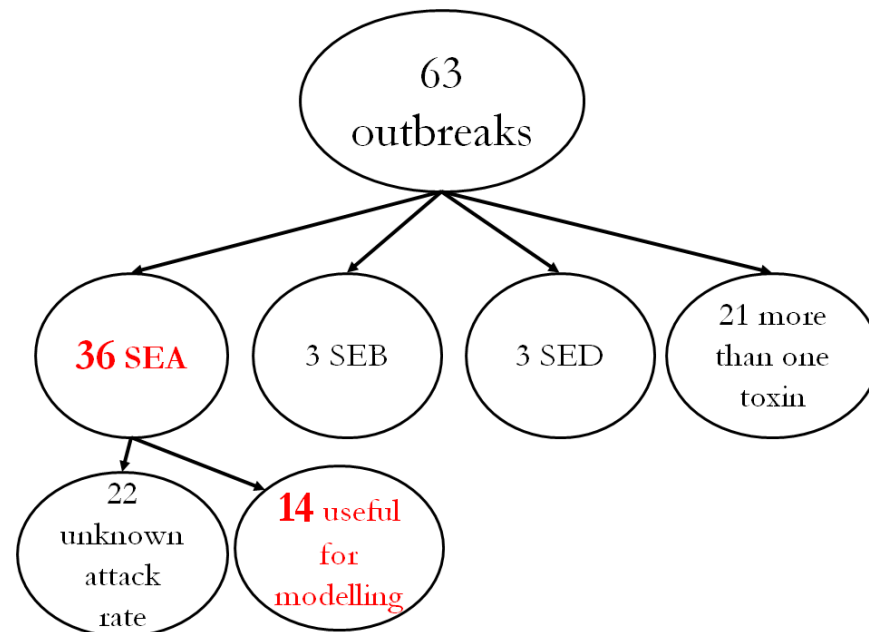 63
outbreaks
36 SEA
3 SEB
3 SED
21 more
than one
toxin
22
unknown
attack
rate
14 useful
for
modelling